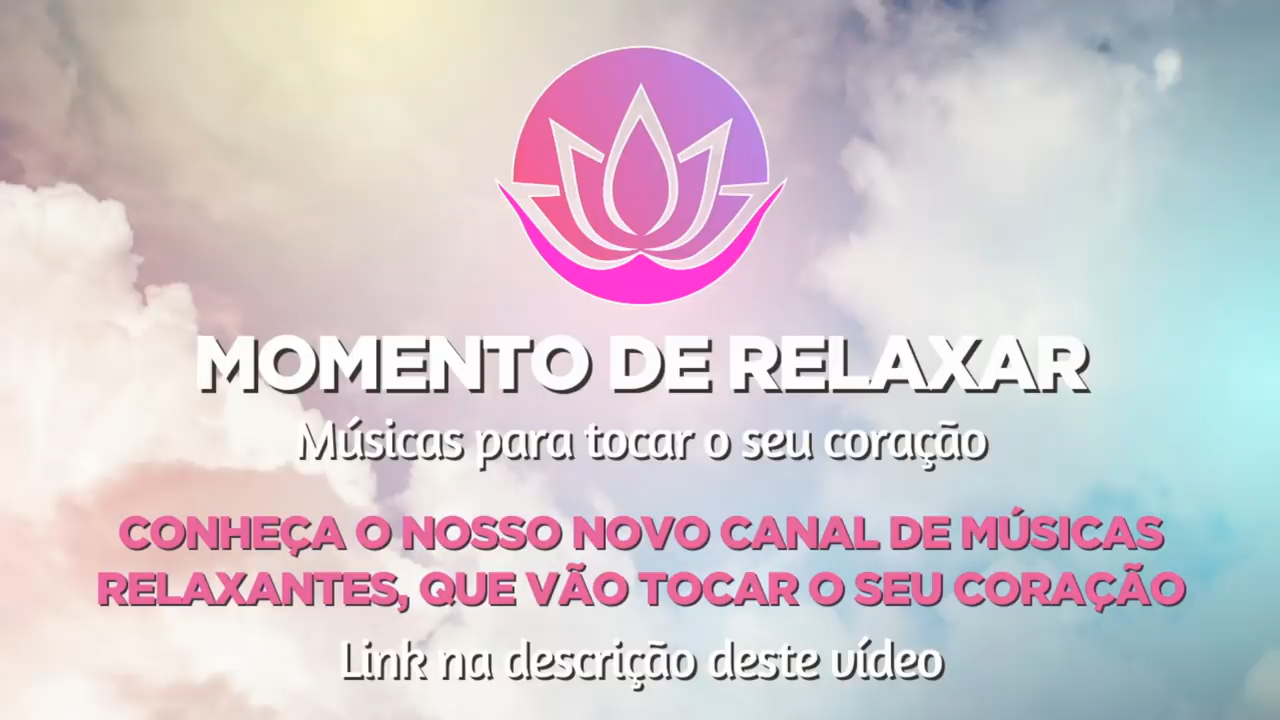 MOMENTO DE RELAXAR
Músicas para tocar o seu coração
CONHEÇA O NOSSO NOVO CANAL DE MÚSICAS
RELAXANTES, QUE VÃO TOCAR O SEU CORAÇÃO
Link na descrição deste vídeo